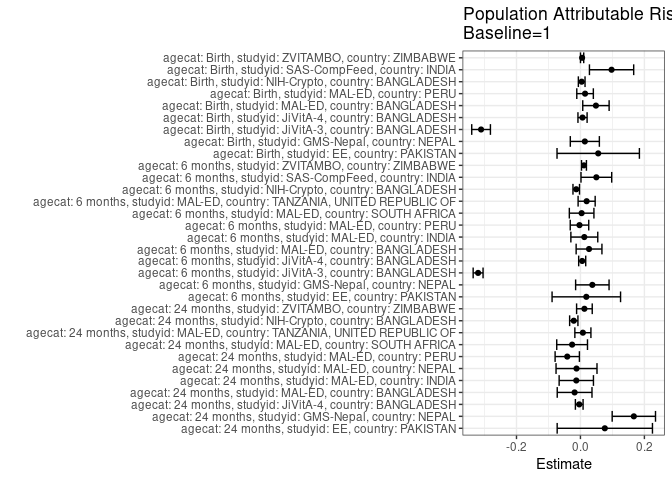 Population Attributable Ris
Baseline=1
agecat: Birth, studyid: ZVITAMBO, country: ZIMBABWE
agecat: Birth, studyid: SAS-CompFeed, country: INDIA
agecat: Birth, studyid: NIH-Crypto, country: BANGLADESH
agecat: Birth, studyid: MAL-ED, country: PERU
agecat: Birth, studyid: MAL-ED, country: BANGLADESH
agecat: Birth, studyid: JiVitA-4, country: BANGLADESH
agecat: Birth, studyid: JiVitA-3, country: BANGLADESH
agecat: Birth, studyid: GMS-Nepal, country: NEPAL
agecat: Birth, studyid: EE, country: PAKISTAN
agecat: 6 months, studyid: ZVITAMBO, country: ZIMBABWE
agecat: 6 months, studyid: SAS-CompFeed, country: INDIA
agecat: 6 months, studyid: NIH-Crypto, country: BANGLADESH
agecat: 6 months, studyid: MAL-ED, country: TANZANIA, UNITED REPUBLIC OF
agecat: 6 months, studyid: MAL-ED, country: SOUTH AFRICA
agecat: 6 months, studyid: MAL-ED, country: PERU
agecat: 6 months, studyid: MAL-ED, country: INDIA
agecat: 6 months, studyid: MAL-ED, country: BANGLADESH
agecat: 6 months, studyid: JiVitA-4, country: BANGLADESH
agecat: 6 months, studyid: JiVitA-3, country: BANGLADESH
agecat: 6 months, studyid: GMS-Nepal, country: NEPAL
agecat: 6 months, studyid: EE, country: PAKISTAN
agecat: 24 months, studyid: ZVITAMBO, country: ZIMBABWE
agecat: 24 months, studyid: NIH-Crypto, country: BANGLADESH
agecat: 24 months, studyid: MAL-ED, country: TANZANIA, UNITED REPUBLIC OF
agecat: 24 months, studyid: MAL-ED, country: SOUTH AFRICA
agecat: 24 months, studyid: MAL-ED, country: PERU
agecat: 24 months, studyid: MAL-ED, country: NEPAL
agecat: 24 months, studyid: MAL-ED, country: INDIA
agecat: 24 months, studyid: MAL-ED, country: BANGLADESH
agecat: 24 months, studyid: JiVitA-4, country: BANGLADESH
agecat: 24 months, studyid: GMS-Nepal, country: NEPAL
agecat: 24 months, studyid: EE, country: PAKISTAN
-0.2 0.0 0.2
Estimate